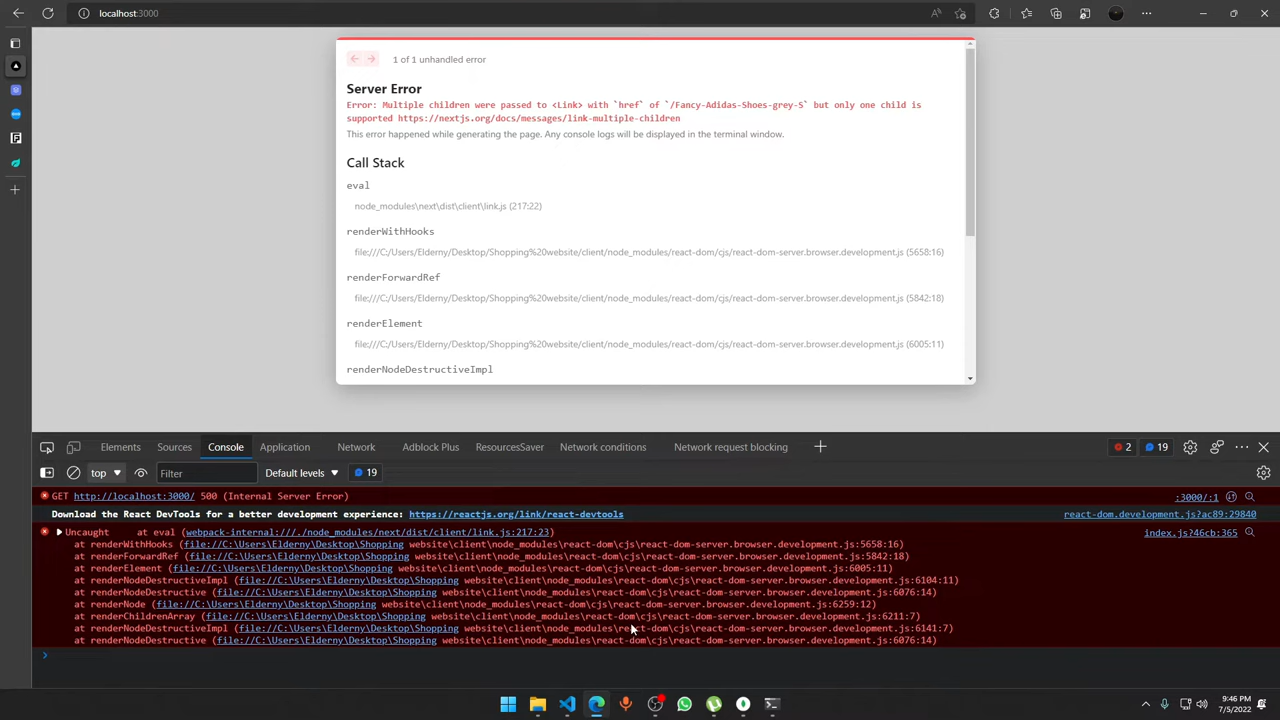 localhost:3000
1 of 1 unhandled error
Server Error
Error: Multiple children were passed to <Link> with `href` of `/Fancy-Adidas-Shoes-grey-S` but only one child is
supported https://nextjs.org/docs/messages/link-multiple-children
This error happened while generating the page. Any console logs will be displayed in the terminal window.
Call Stack
eval
node_modules\next\dist\client\link.js (217:22)
renderWithHooks
file:///C:/Users/Elderny/Desktop/Shopping%20website/client/node_modules/react-dom/cjs/react-dom-server.browser.development.js (5658:16)
renderForwardRef
file:///C:/Users/Elderny/Desktop/Shopping%20website/client/node_modules/react-dom/cjs/react-dom-server.browser.development.js (5842:18)
renderElement
file:///C:/Users/Elderny/Desktop/Shopping%20website/client/node_modules/react-dom/cjs/react-dom-server.browser.development.js (6005:11)
renderNodeDestructiveImpl
Elements Sources Console Application Network Adblock Plus ResourcesSaver Network conditions Network request blocking 2 19
top Filter Default levels 19
GET http://localhost:3000/ 500 (Internal Server Error) :3000/:1
Download the React DevTools for a better development experience: https://reactjs.org/link/react-devtools react-dom.development.js?ac89:29840
Uncaught at eval (webpack-internal:///./node_modules/next/dist/client/link.js:217:23) index.js?46cb:365
at renderWithHooks (file://C:\Users\Elderny\Desktop\Shopping website\client\node_modules\react-dom\cjs\react-dom-server.browser.development.js:5658:16)
at renderForwardRef (file://C:\Users\Elderny\Desktop\Shopping website\client\node_modules\react-dom\cjs\react-dom-server.browser.development.js:5842:18)
at renderElement (file://C:\Users\Elderny\Desktop\Shopping website\client\node_modules\react-dom\cjs\react-dom-server.browser.development.js:6005:11)
at renderNodeDestructiveImpl (file://C:\Users\Elderny\Desktop\Shopping website\client\node_modules\react-dom\cjs\react-dom-server.browser.development.js:6104:11)
at renderNodeDestructive (file://C:\Users\Elderny\Desktop\Shopping website\client\node_modules\react-dom\cjs\react-dom-server.browser.development.js:6076:14)
at renderNode (file://C:\Users\Elderny\Desktop\Shopping website\client\node_modules\react-dom\cjs\react-dom-server.browser.development.js:6259:12)
at renderChildrenArray (file://C:\Users\Elderny\Desktop\Shopping website\client\node_modules\react-dom\cjs\react-dom-server.browser.development.js:6211:7)
at renderNodeDestructiveImpl (file://C:\Users\Elderny\Desktop\Shopping website\client\node_modules\react-dom\cjs\react-dom-server.browser.development.js:6141:7)
at renderNodeDestructive (file://C:\Users\Elderny\Desktop\Shopping website\client\node_modules\react-dom\cjs\react-dom-server.browser.development.js:6076:14)
9:46 PM
7/5/2022